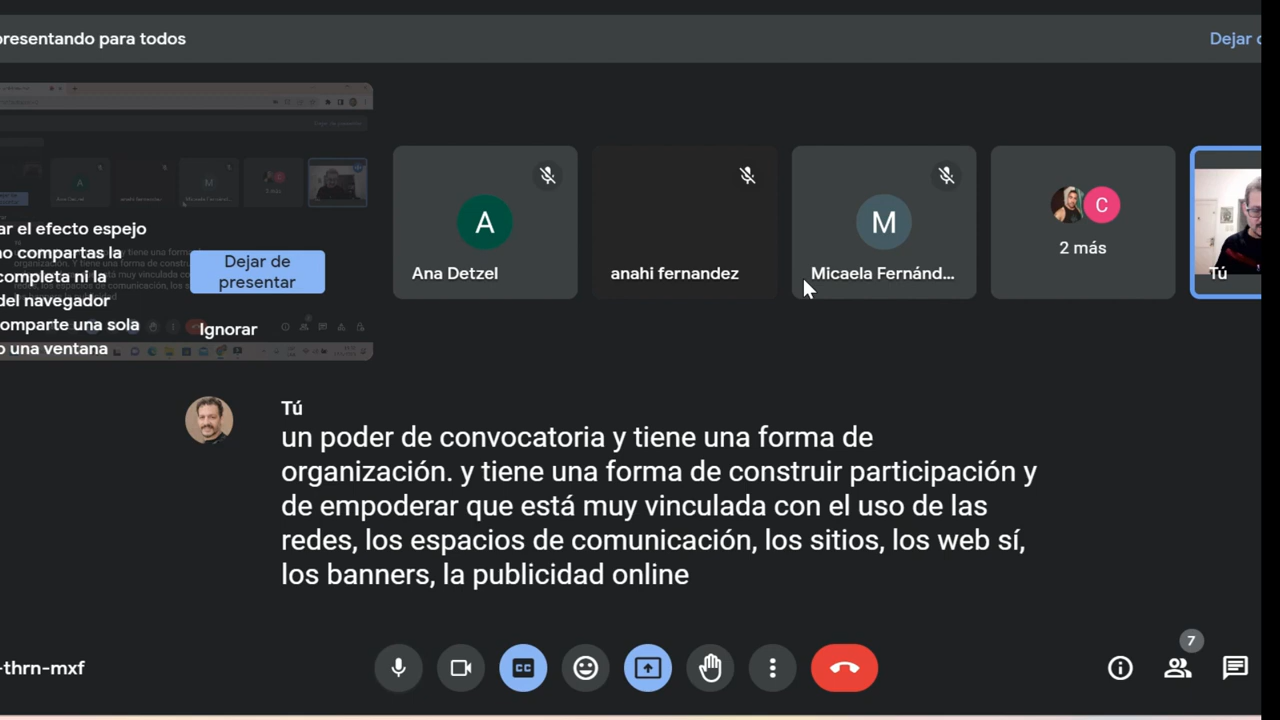 presentando para todos
Dejar
ar el efecto espejo
no compartas la
completa ni la
del navegador
omparte una sola
o una ventana
Dejar de
presentar
Ignorar
A
Ana Detzel
anahi fernandez
M
Micaela Fernánd...
C
2 más
Tú
Tú
un poder de convocatoria y tiene una forma de
organización. y tiene una forma de construir participación y
de empoderar que está muy vinculada con el uso de las
redes, los espacios de comunicación, los sitios, los web sí,
los banners, la publicidad online
-thrn-mxf
CC
7